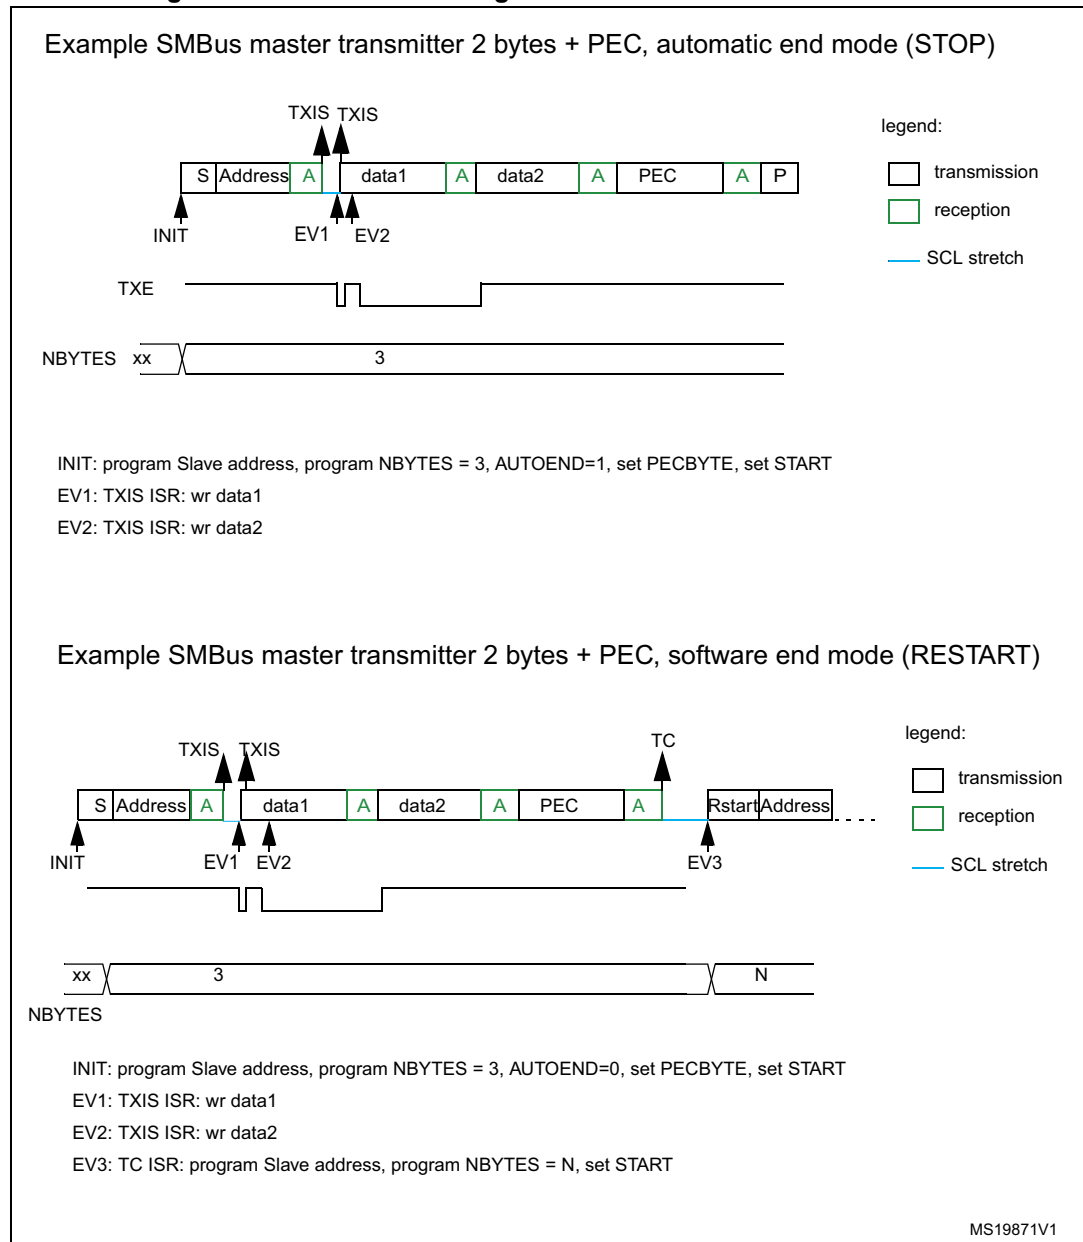 Example SMBus master transmitter 2 bytes + PEC, automatic end mode (STOP)
TXIS TXIS
legend:
S Address A data1 A data2 A PEC A P
transmission
reception
INIT EV1 EV2
SCL stretch
TXE
NBYTES xx 3
INIT: program Slave address, program NBYTES = 3, AUTOEND=1, set PECBYTE, set START
EV1: TXIS ISR: wr data1
EV2: TXIS ISR: wr data2
Example SMBus master transmitter 2 bytes + PEC, software end mode (RESTART)
TXIS TXIS TC
legend:
transmission
S Address A data1 A data2 A PEC A Rstart Address
reception
INIT EV1 EV2 EV3
SCL stretch
xx 3 N
NBYTES
INIT: program Slave address, program NBYTES = 3, AUTOEND=0, set PECBYTE, set START
EV1: TXIS ISR: wr data1
EV2: TXIS ISR: wr data2
EV3: TC ISR: program Slave address, program NBYTES = N, set START
MS19871V1